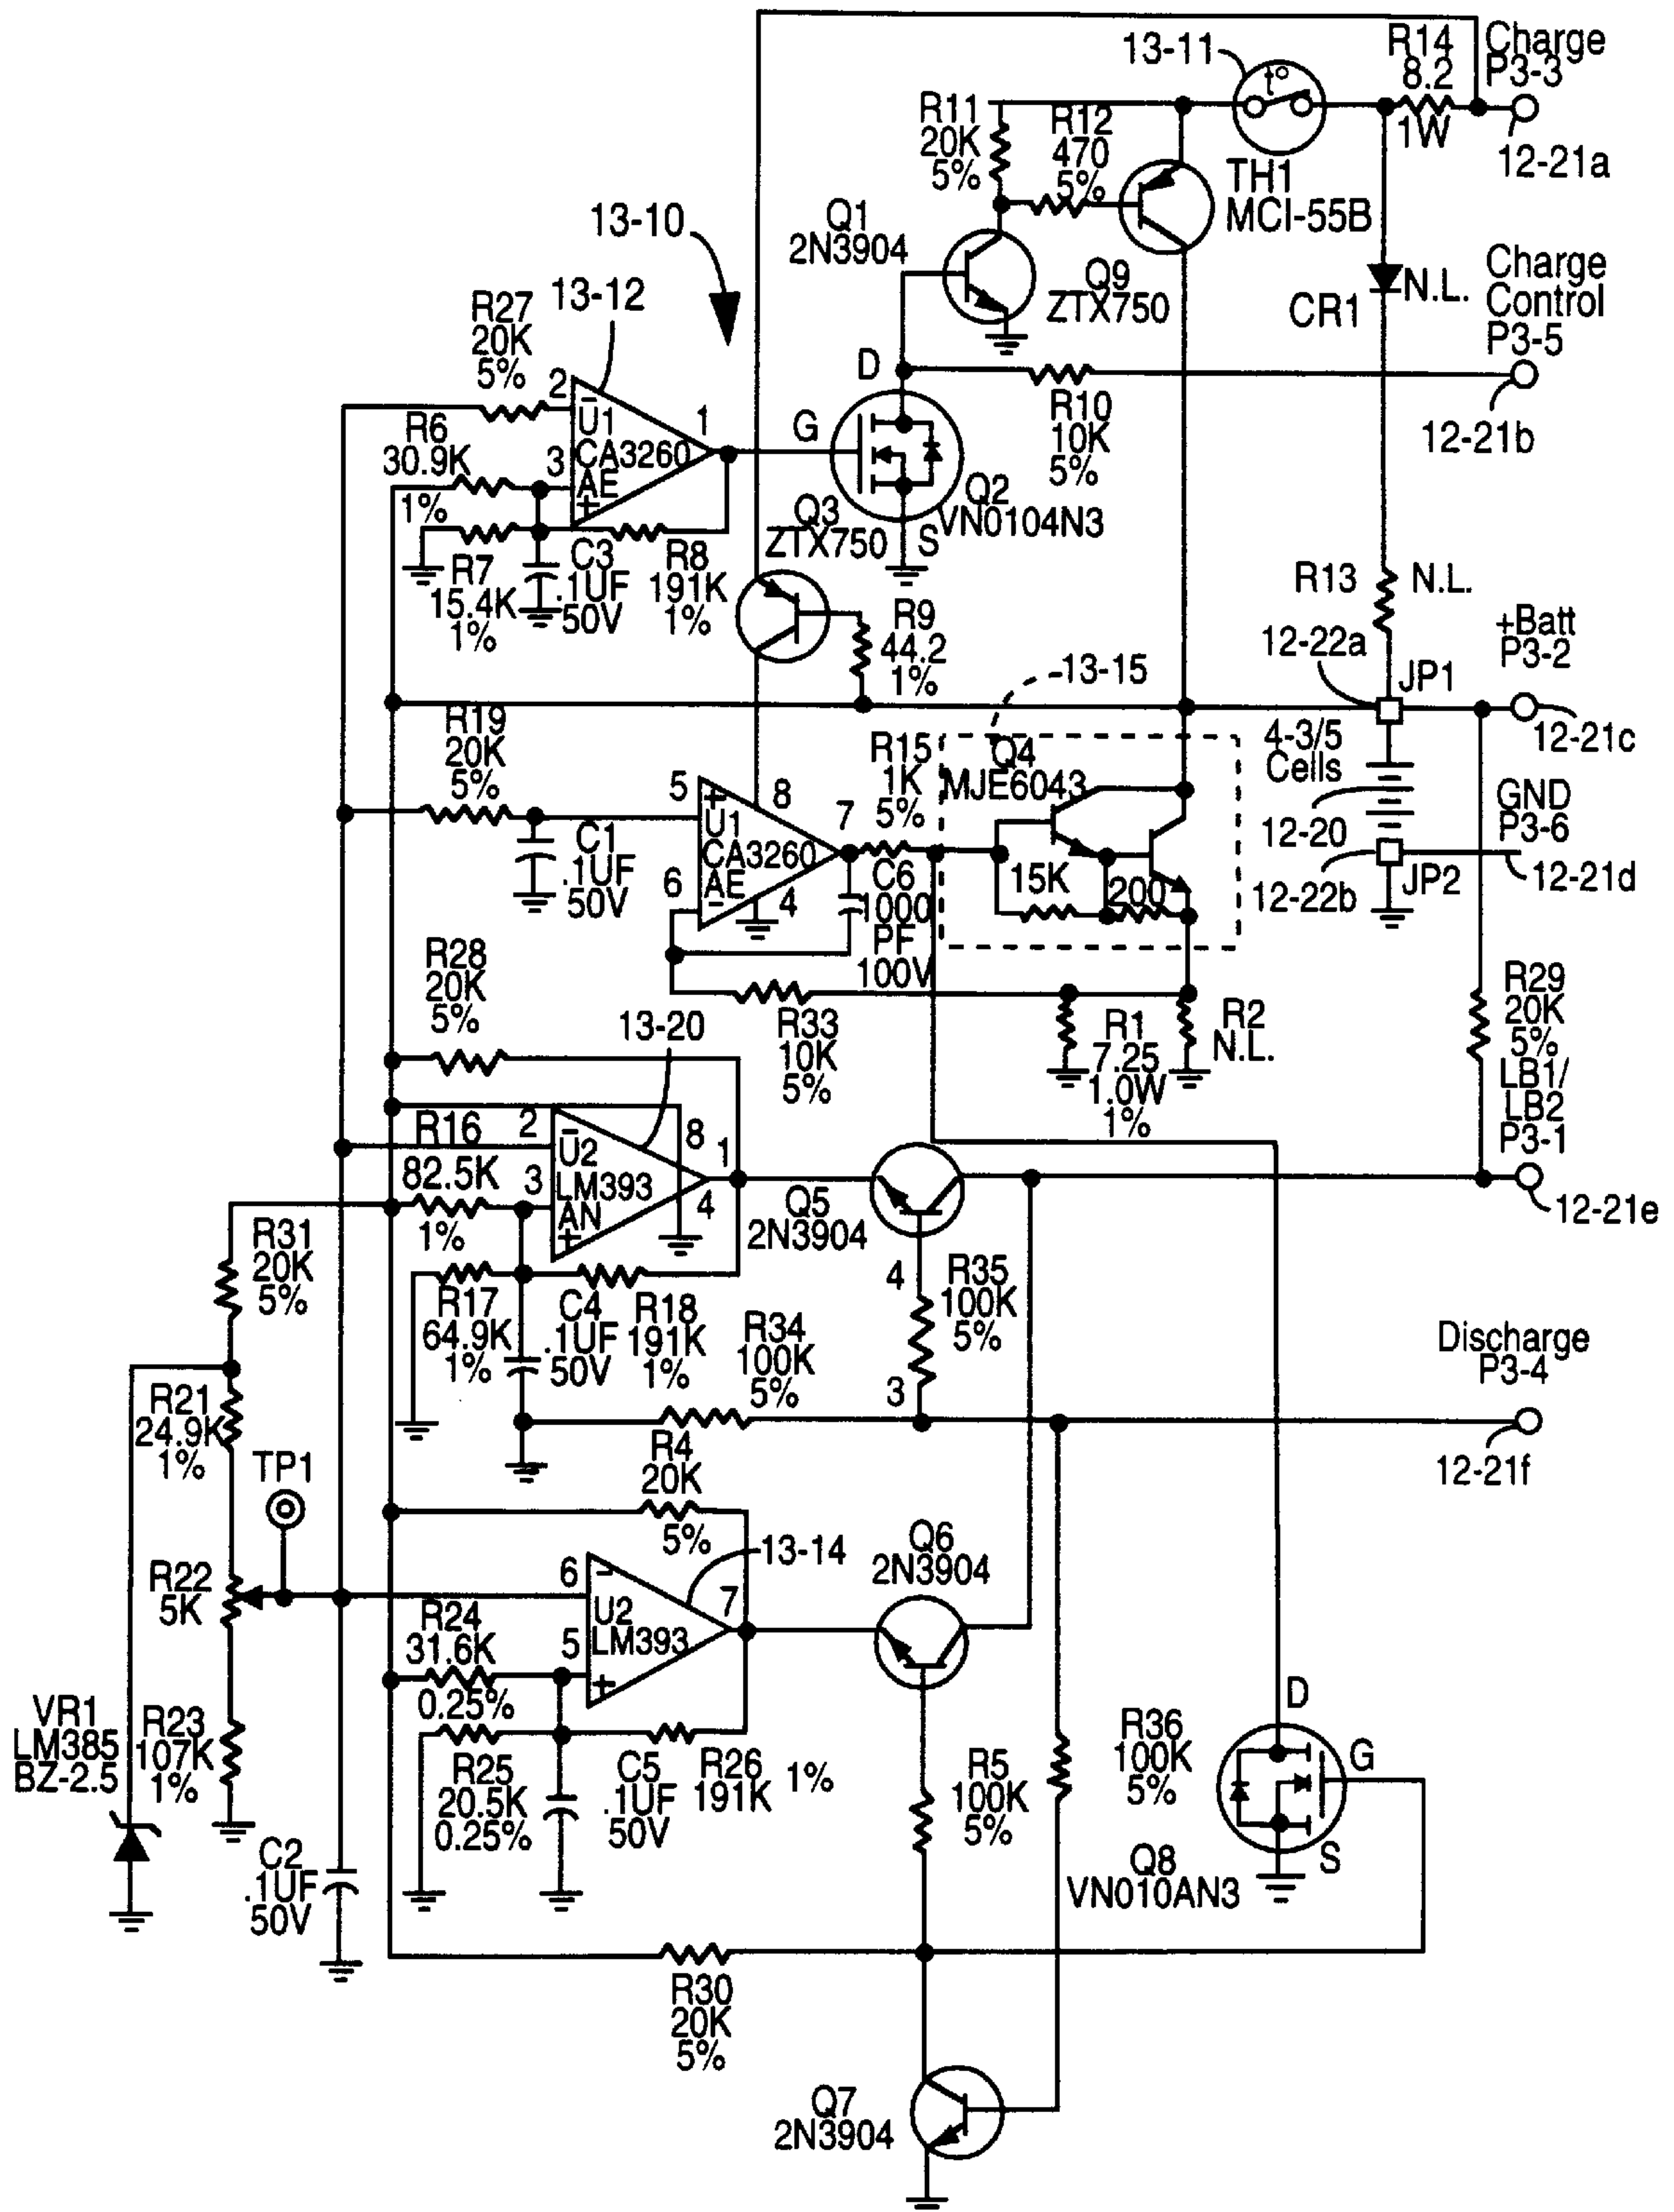 13-11
t°
R14
8.2
1W
Charge
P3-3
12-21a
R11
20K
5%
R12
470
5%
TH1
MCI-55B
13-10
Q1
2N3904
Q9
ZTX750
CR1
N.L.
Charge
Control
P3-5
12-21b
R27
20K
5%
13-12
2
-
U1
CA3260
AE
+
3
1
R6
30.9K
1%
R7
15.4K
1%
C3
.1UF
50V
R8
191K
1%
D
G
S
Q2
VN0104N3
R10
10K
5%
Q3
ZTX750
R9
44.2
1%
R13
N.L.
12-22a
JP1
+Batt
P3-2
12-21c
13-15
R19
20K
5%
C1
.1UF
50V
5
+
U1
CA3260
AE
-
6
8
7
4
R15
1K
5%
C6
1000
PF
100V
Q4
MJE6043
15K
200
4-3/5
Cells
12-20
12-22b
JP2
GND
P3-6
12-21d
R28
20K
5%
13-20
R33
10K
5%
R1
7.25
1.0W
1%
R2
N.L.
R29
20K
5%
LB1/
LB2
P3-1
12-21e
R16
82.5K
1%
2
-
U2
LM393
AN
+
3
8
1
4
Q5
2N3904
R31
20K
5%
R17
64.9K
1%
C4
.1UF
50V
R18
191K
1%
R34
100K
5%
4
R35
100K
5%
3
Discharge
P3-4
12-21f
R21
24.9K
1%
TP1
R4
20K
5%
13-14
R22
5K
6
-
U2
LM393
+
5
7
Q6
2N3904
R24
31.6K
0.25%
VR1
LM385
BZ-2.5
R23
107K
1%
R25
20.5K
0.25%
C5
.1UF
50V
R26
191K
1%
R5
100K
5%
R36
100K
5%
D
G
S
Q8
VN010AN3
C2
.1UF
50V
R30
20K
5%
Q7
2N3904